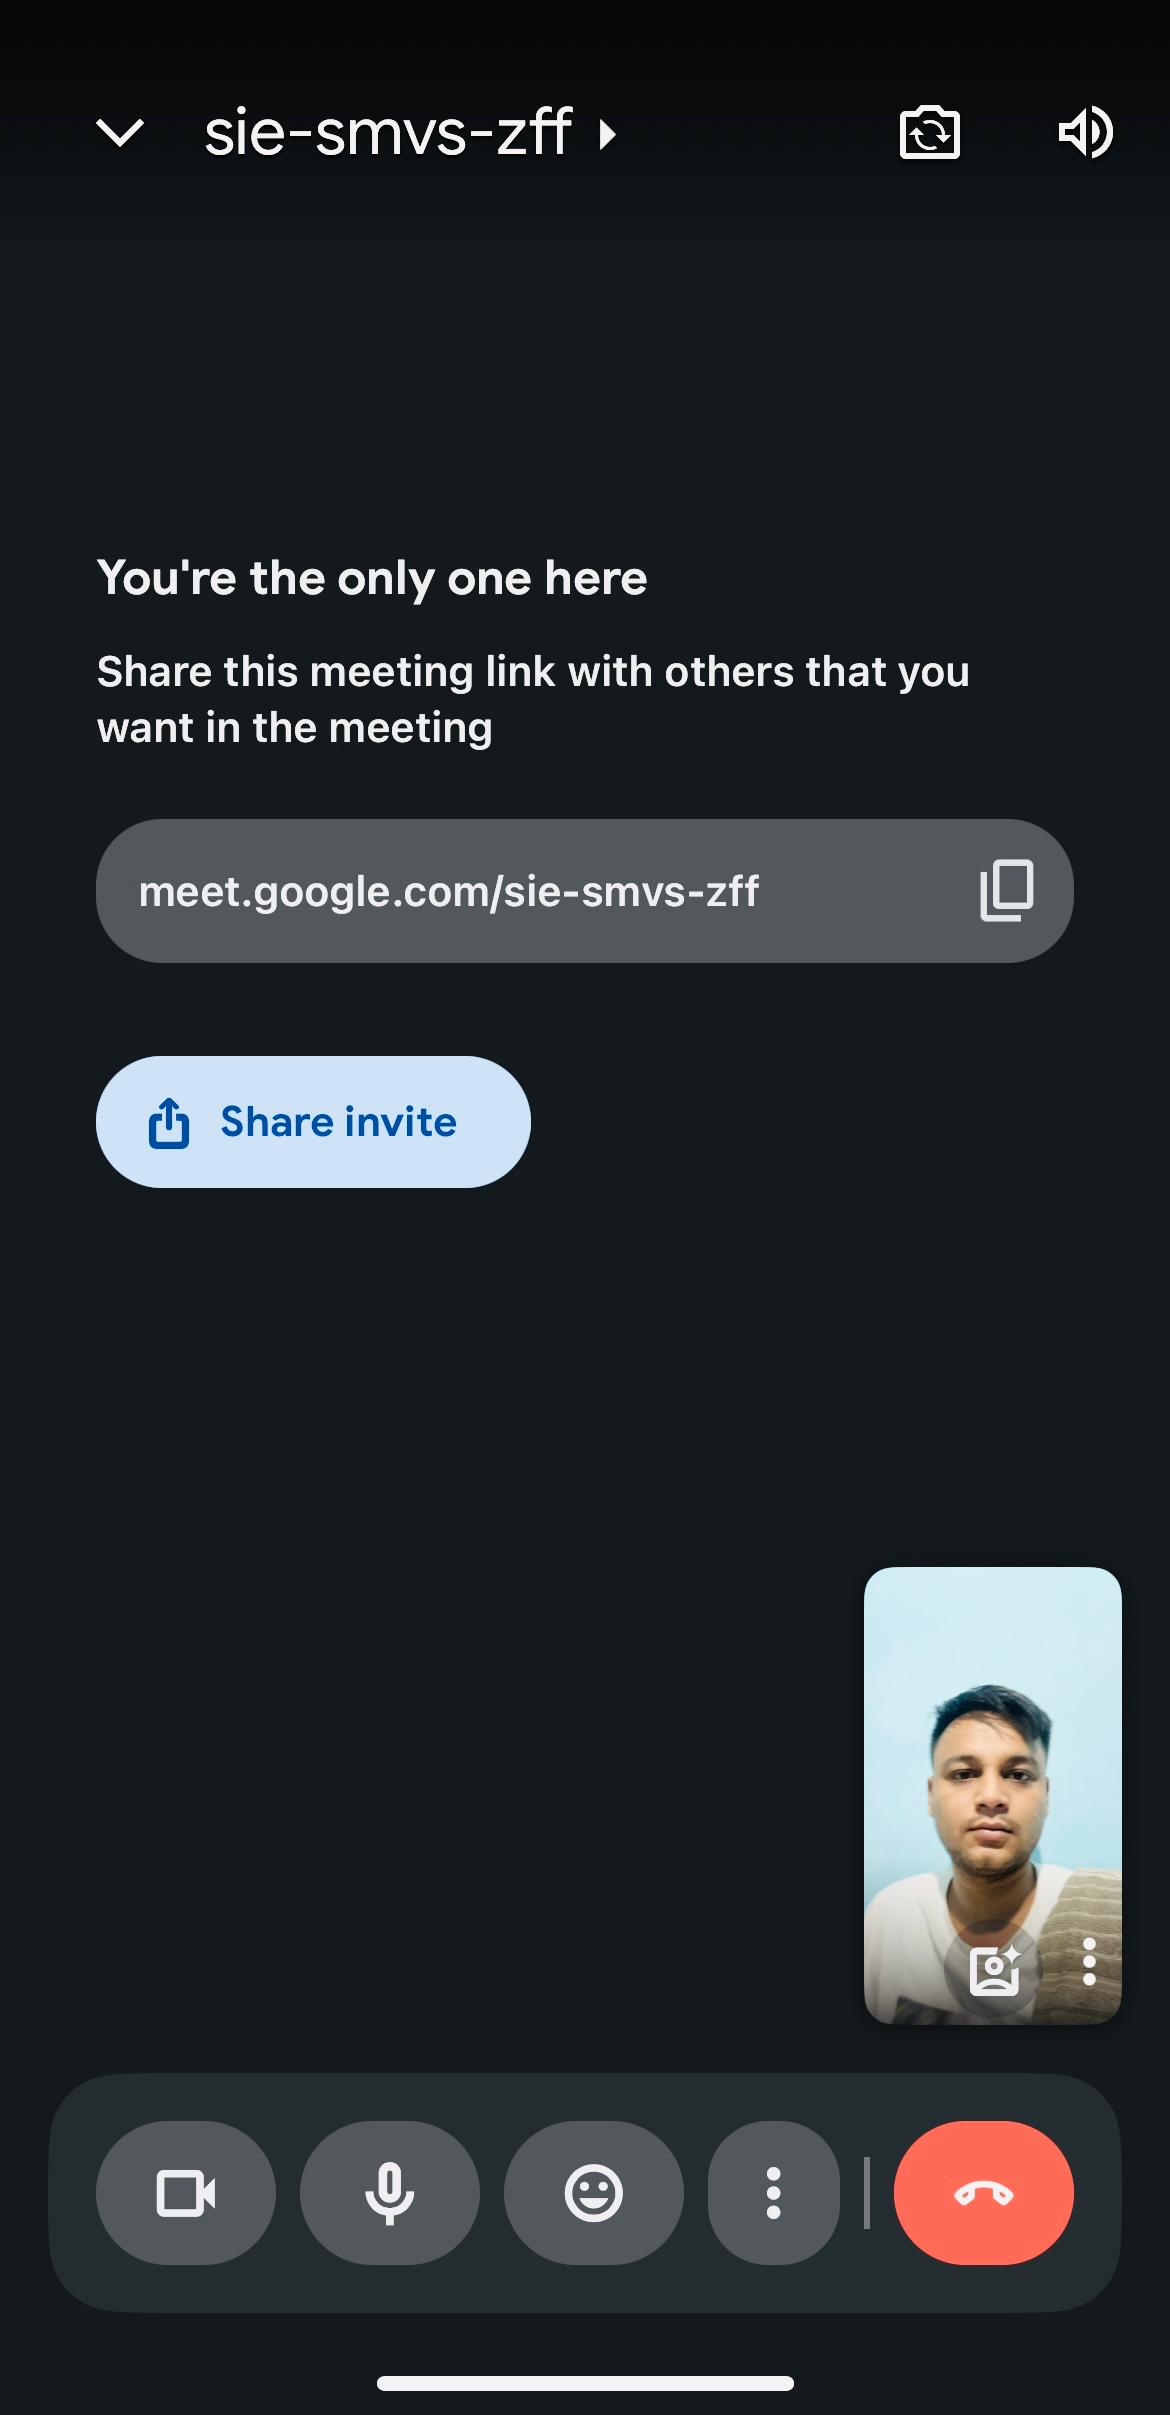 sie-smvs-zff
You're the only one here
Share this meeting link with others that you
want in the meeting
meet.google.com/sie-smvs-zff
Share invite